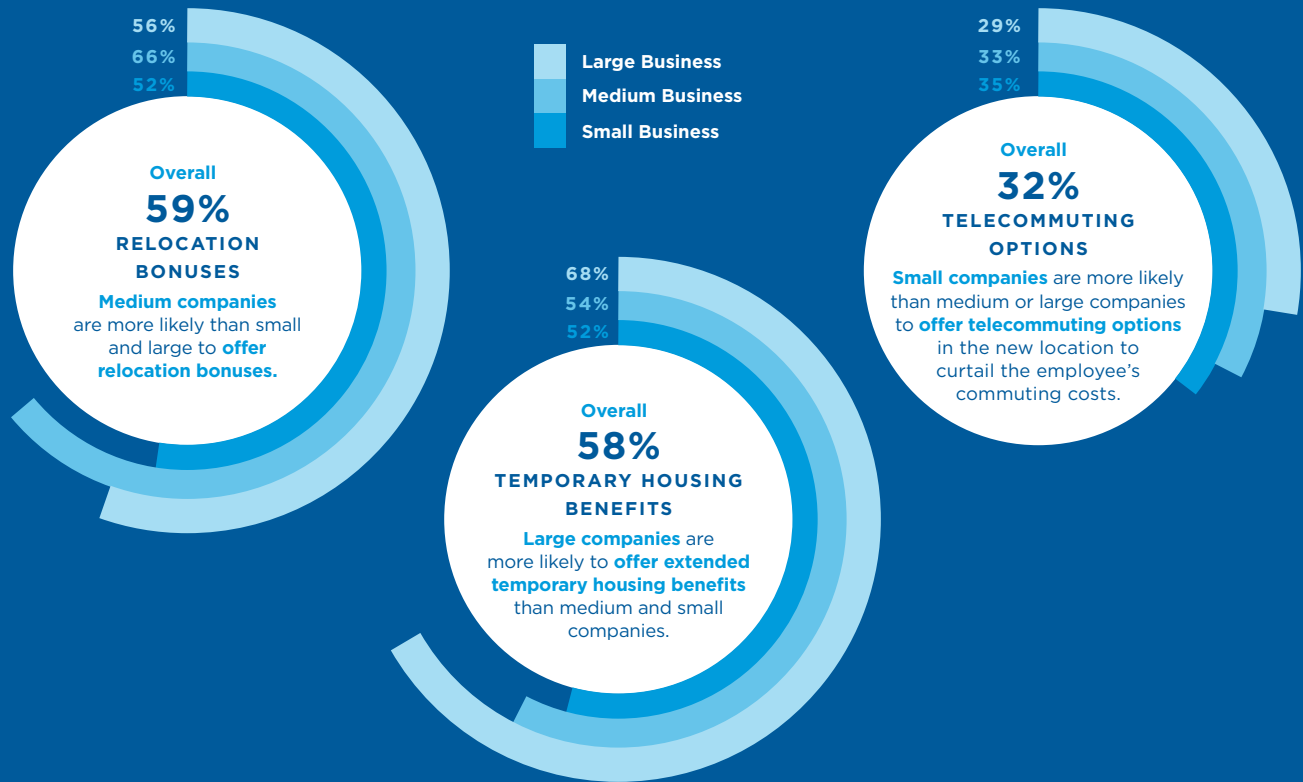 56%
66%
52%
Overall
59%
RELOCATION
BONUSES
Medium companies
are more likely than small
and large to offer
relocation bonuses.
Large Business
Medium Business
Small Business
29%
33%
35%
Overall
32%
TELECOMMUTING
OPTIONS
Small companies are more likely
than medium or large companies
to offer telecommuting options
in the new location to
curtail the employee’s
commuting costs.
68%
54%
52%
Overall
58%
TEMPORARY HOUSING
BENEFITS
Large companies are
more likely to offer extended
temporary housing benefits
than medium and small
companies.